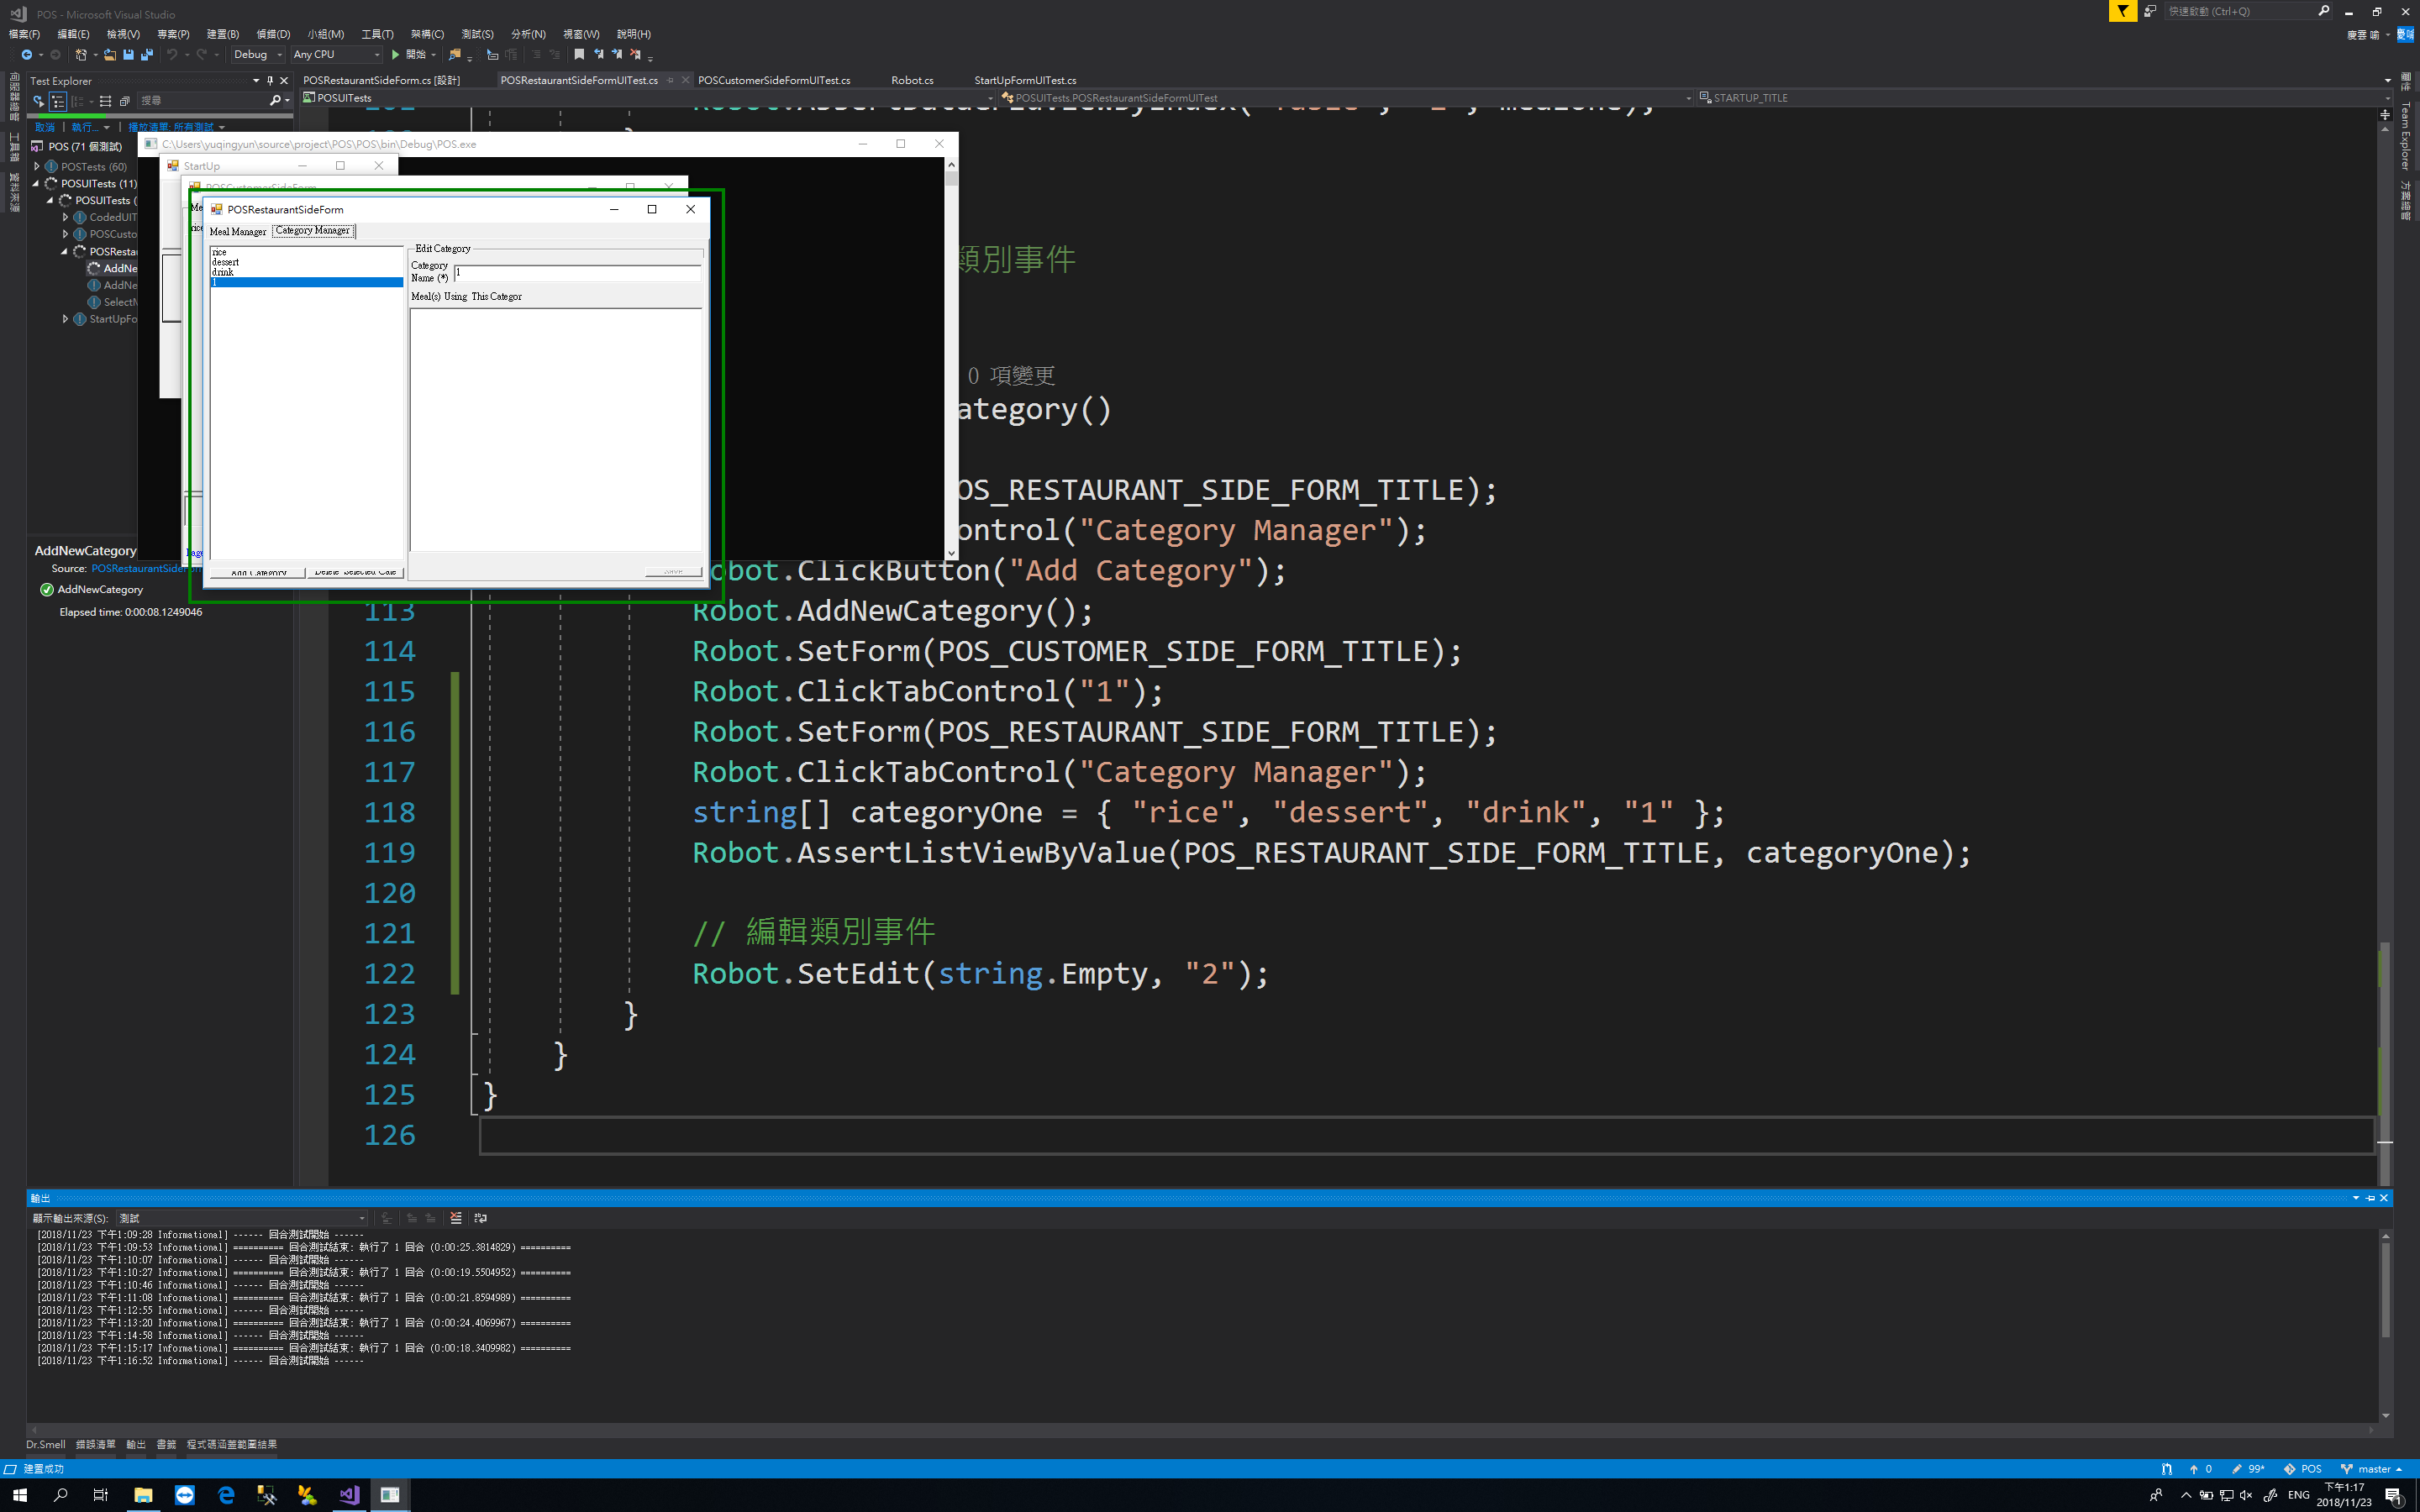 POS - Microsoft Visual Studio
快速啟動 (Ctrl+Q)
檔案(F) 編輯(E) 檢視(V) 專案(P) 建置(B) 偵錯(D) 小組(M) 工具(T) 架構(C) 測試(S) 分析(N) 視窗(W) 說明(H)
慶雲 喻
Debug Any CPU 開始
Test Explorer
POSRestaurantSideForm.cs [設計] POSRestaurantSideFormUITest.cs POSCustomerSideFormUITest.cs Robot.cs StartUpFormUITest.cs
搜尋
POSUITests POSUITests.POSRestaurantSideFormUITest STARTUP_TITLE
取消 執行... 播放清單: 所有測試
POS (71 個測試)
POSTests (60)
POSUITests (11)
POSUITests (
CodedUIT
POSCusto
POSRestau
AddNe
AddNe
SelectM
StartUpFo
工具箱
Team Explorer
方案總管
C:\Users\yuqingyun\source\project\POS\POS\bin\Debug\POS.exe
StartUp
POSCustomerSideForm
Me
rice
POSRestaurantSideForm
Meal Manager Category Manager
rice
dessert
drink
1
Edit Category
Category
Name (*)
1
Meal(s) Using This Categor
Add Category Delete Selected Cate Save
AddNewCategory
Source: POSRestaurantSideForm
AddNewCategory
Elapsed time: 0:00:08.1249046
類別事件
0 項變更
ategory()
OS_RESTAURANT_SIDE_FORM_TITLE);
ontrol("Category Manager");
obot.ClickButton("Add Category");
113 Robot.AddNewCategory();
114 Robot.SetForm(POS_CUSTOMER_SIDE_FORM_TITLE);
115 Robot.ClickTabControl("1");
116 Robot.SetForm(POS_RESTAURANT_SIDE_FORM_TITLE);
117 Robot.ClickTabControl("Category Manager");
118 string[] categoryOne = { "rice", "dessert", "drink", "1" };
119 Robot.AssertListViewByValue(POS_RESTAURANT_SIDE_FORM_TITLE, categoryOne);
120
121 // 編輯類別事件
122 Robot.SetEdit(string.Empty, "2");
123 }
124 }
125 }
126
輸出
顯示輸出來源(S): 測試
[2018/11/23 下午1:09:28 Informational] ------ 回合測試開始 ------
[2018/11/23 下午1:09:53 Informational] ========== 回合測試結束: 執行了 1 回合 (0:00:25.3814829) ==========
[2018/11/23 下午1:10:07 Informational] ------ 回合測試開始 ------
[2018/11/23 下午1:10:27 Informational] ========== 回合測試結束: 執行了 1 回合 (0:00:19.5504952) ==========
[2018/11/23 下午1:10:46 Informational] ------ 回合測試開始 ------
[2018/11/23 下午1:11:08 Informational] ========== 回合測試結束: 執行了 1 回合 (0:00:21.8594989) ==========
[2018/11/23 下午1:12:55 Informational] ------ 回合測試開始 ------
[2018/11/23 下午1:13:20 Informational] ========== 回合測試結束: 執行了 1 回合 (0:00:24.4069967) ==========
[2018/11/23 下午1:14:58 Informational] ------ 回合測試開始 ------
[2018/11/23 下午1:15:17 Informational] ========== 回合測試結束: 執行了 1 回合 (0:00:18.3409982) ==========
[2018/11/23 下午1:16:52 Informational] ------ 回合測試開始 ------
Dr.Smell 錯誤清單 輸出 書籤 程式碼涵蓋範圍結果
建置成功
0 99* POS master
ENG 下午1:17
2018/11/23